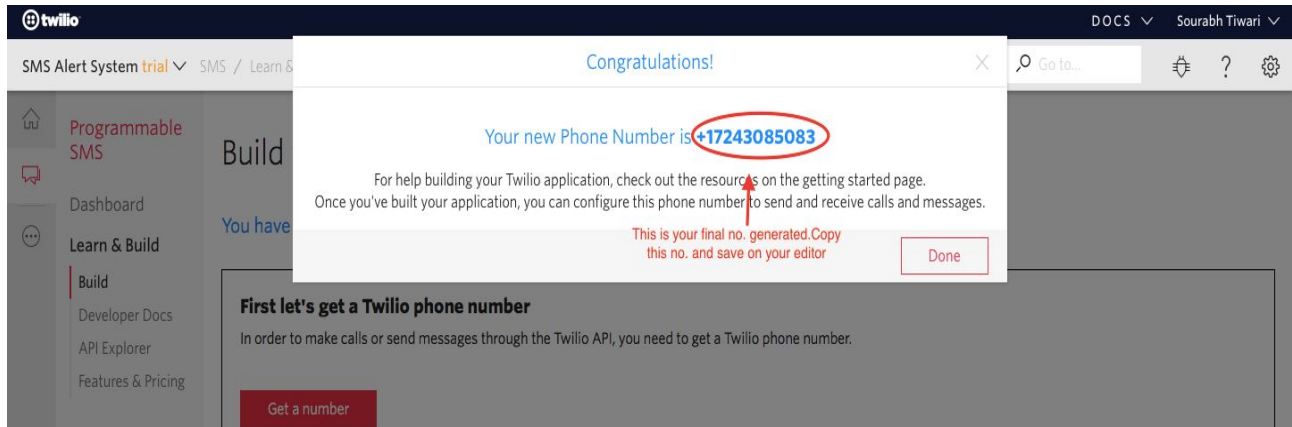 twilio
DOCS
Sourabh Tiwari
SMS Alert System trial
SMS / Learn &
Congratulations!
X
Go to...
?
Programmable
SMS
Dashboard
Learn & Build
Build
Developer Docs
API Explorer
Features & Pricing
Build
You have
Your new Phone Number is +17243085083
For help building your Twilio application, check out the resources on the getting started page.
Once you've built your application, you can configure this phone number to send and receive calls and messages.
This is your final no. generated.Copy
this no. and save on your editor
Done
First let's get a Twilio phone number
In order to make calls or send messages through the Twilio API, you need to get a Twilio phone number.
Get a number